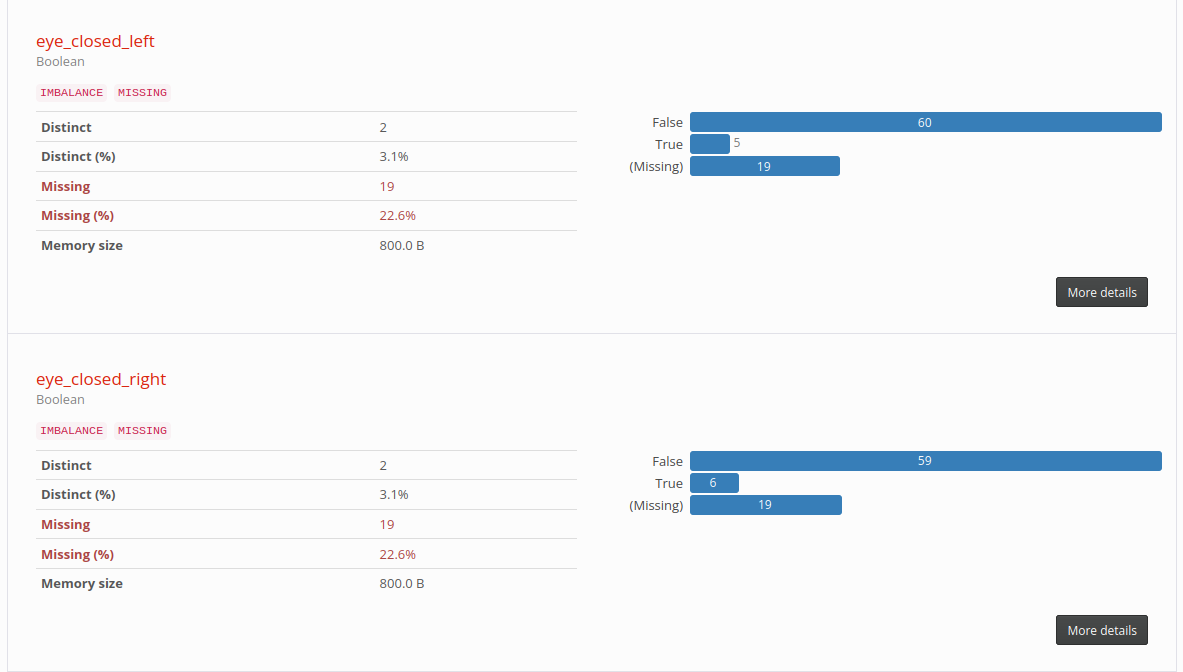 eye_closed_left
Boolean
IMBALANCE MISSING
Distinct 2
Distinct (%) 3.1%
Missing 19
Missing (%) 22.6%
Memory size 800.0 B
False 60
True 5
(Missing) 19
More details
eye_closed_right
Boolean
IMBALANCE MISSING
Distinct 2
Distinct (%) 3.1%
Missing 19
Missing (%) 22.6%
Memory size 800.0 B
False 59
True 6
(Missing) 19
More details